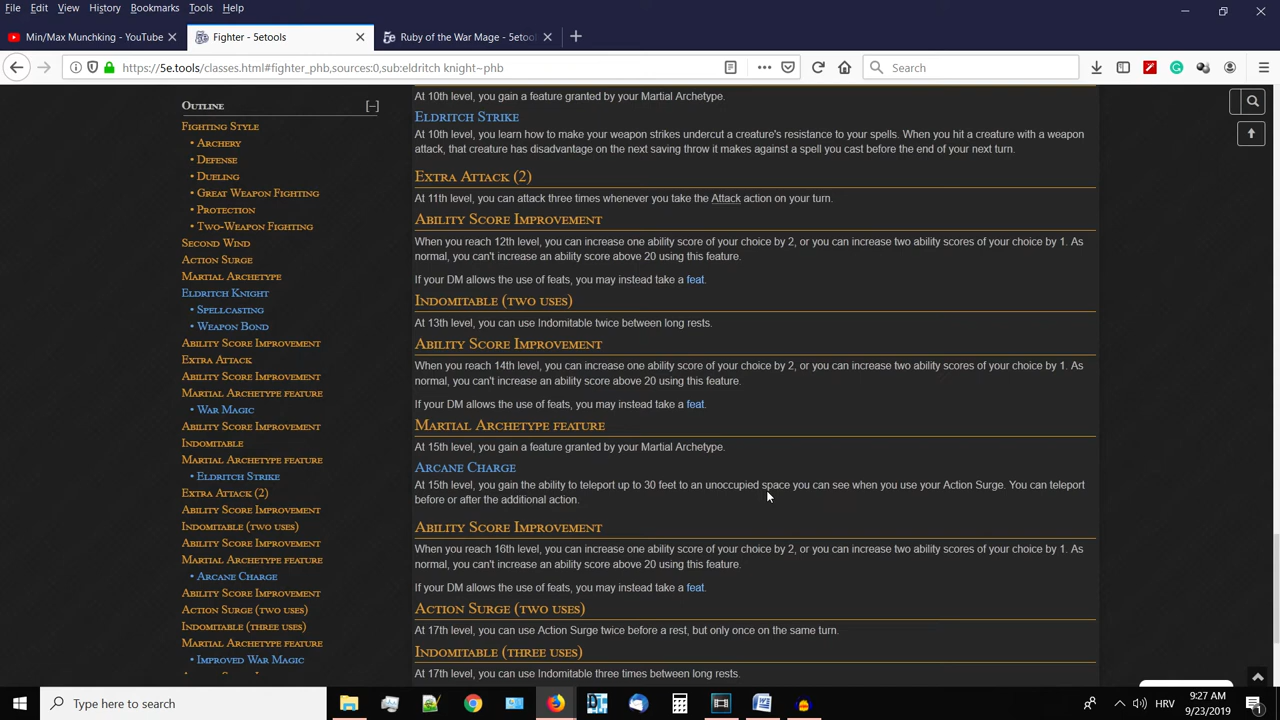 File Edit View History Bookmarks Tools Help
Min/Max Munchking - YouTube
Fighter - 5etools
Ruby of the War Mage - 5etool
https://5e.tools/classes.html#fighter_phb,sources:0,sub:eldritch knight~phb
Search
Outline [–]
Fighting Style
• Archery
• Defense
• Dueling
• Great Weapon Fighting
• Protection
• Two-Weapon Fighting
Second Wind
Action Surge
Martial Archetype
Eldritch Knight
• Spellcasting
• Weapon Bond
Ability Score Improvement
Extra Attack
Ability Score Improvement
Martial Archetype feature
• War Magic
Ability Score Improvement
Indomitable
Martial Archetype feature
• Eldritch Strike
Extra Attack (2)
Ability Score Improvement
Indomitable (two uses)
Ability Score Improvement
Martial Archetype feature
• Arcane Charge
Ability Score Improvement
Action Surge (two uses)
Indomitable (three uses)
Martial Archetype feature
• Improved War Magic
At 10th level, you gain a feature granted by your Martial Archetype.
Eldritch Strike
At 10th level, you learn how to make your weapon strikes undercut a creature's resistance to your spells. When you hit a creature with a weapon
attack, that creature has disadvantage on the next saving throw it makes against a spell you cast before the end of your next turn.
Extra Attack (2)
At 11th level, you can attack three times whenever you take the Attack action on your turn.
Ability Score Improvement
When you reach 12th level, you can increase one ability score of your choice by 2, or you can increase two ability scores of your choice by 1. As
normal, you can't increase an ability score above 20 using this feature.
If your DM allows the use of feats, you may instead take a feat.
Indomitable (two uses)
At 13th level, you can use Indomitable twice between long rests.
Ability Score Improvement
When you reach 14th level, you can increase one ability score of your choice by 2, or you can increase two ability scores of your choice by 1. As
normal, you can't increase an ability score above 20 using this feature.
If your DM allows the use of feats, you may instead take a feat.
Martial Archetype feature
At 15th level, you gain a feature granted by your Martial Archetype.
Arcane Charge
At 15th level, you gain the ability to teleport up to 30 feet to an unoccupied space you can see when you use your Action Surge. You can teleport
before or after the additional action.
Ability Score Improvement
When you reach 16th level, you can increase one ability score of your choice by 2, or you can increase two ability scores of your choice by 1. As
normal, you can't increase an ability score above 20 using this feature.
If your DM allows the use of feats, you may instead take a feat.
Action Surge (two uses)
At 17th level, you can use Action Surge twice before a rest, but only once on the same turn.
Indomitable (three uses)
At 17th level, you can use Indomitable three times between long rests.
Type here to search
HRV
9:27 AM
9/23/2019